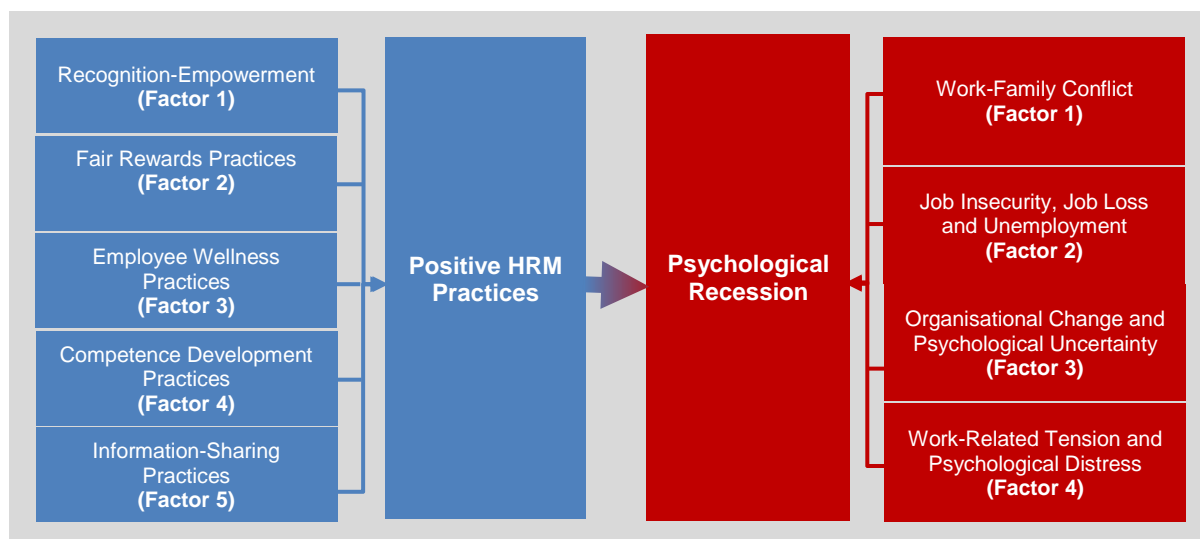 Recognition-Empowerment
(Factor 1)
Fair Rewards Practices
(Factor 2)
Employee Wellness
Practices
(Factor 3)
Competence Development
Practices
(Factor 4)
Information-Sharing
Practices
(Factor 5)
Positive HRM
Practices
Psychological
Recession
Work-Family Conflict
(Factor 1)
Job Insecurity, Job Loss
and Unemployment
(Factor 2)
Organisational Change and
Psychological Uncertainty
(Factor 3)
Work-Related Tension and
Psychological Distress
(Factor 4)